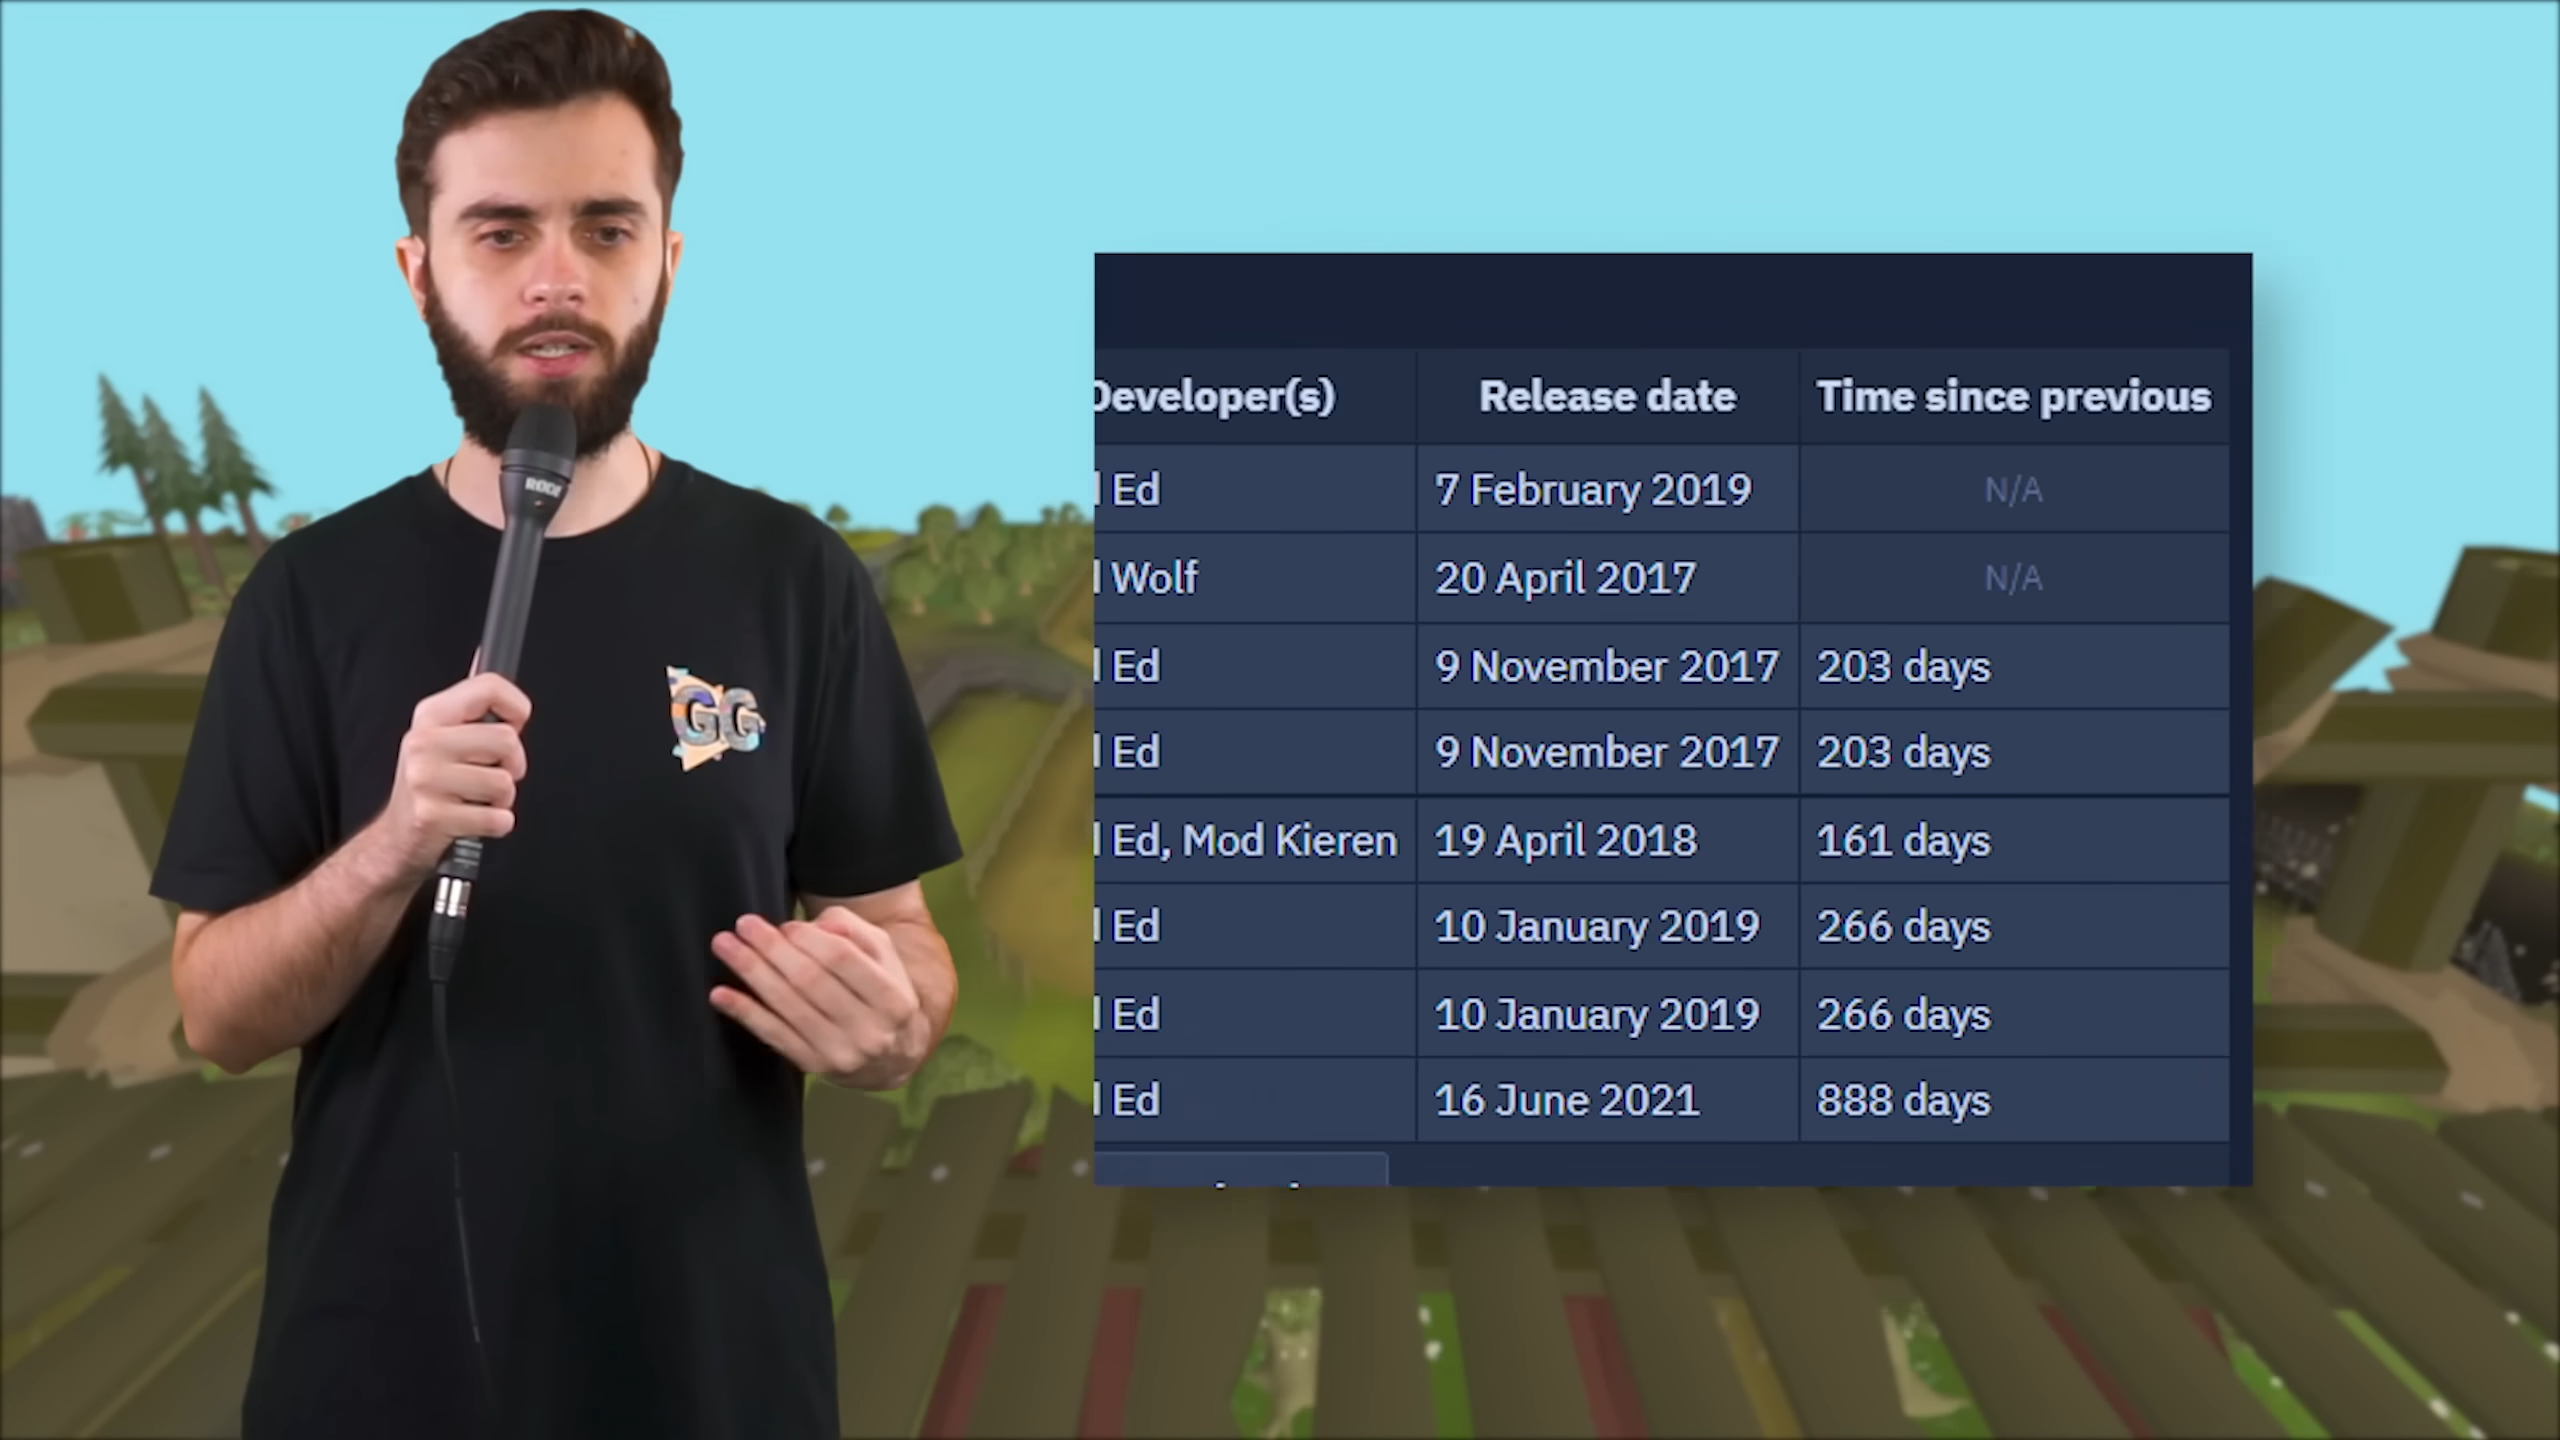 Developer(s) Release date Time since previous
Ed 7 February 2019 N/A
Wolf 20 April 2017 N/A
Ed 9 November 2017 203 days
Ed 9 November 2017 203 days
Ed, Mod Kieren 19 April 2018 161 days
Ed 10 January 2019 266 days
Ed 10 January 2019 266 days
Ed 16 June 2021 888 days
RODE
GG